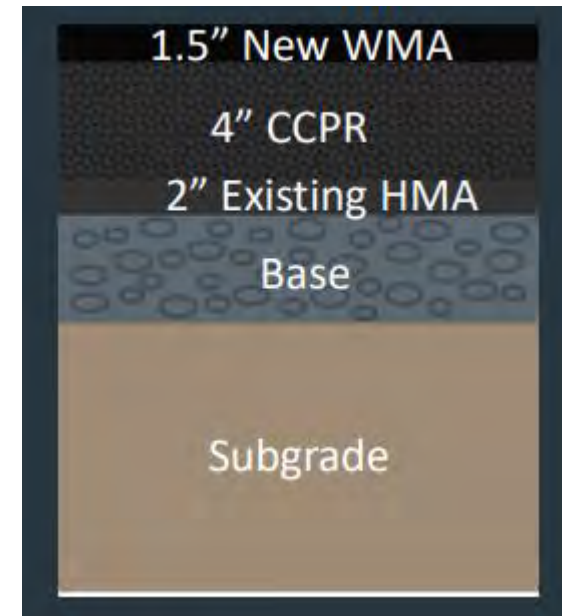 1.5” New WMA
4” CCPR
2” Existing HMA
Base
Subgrade